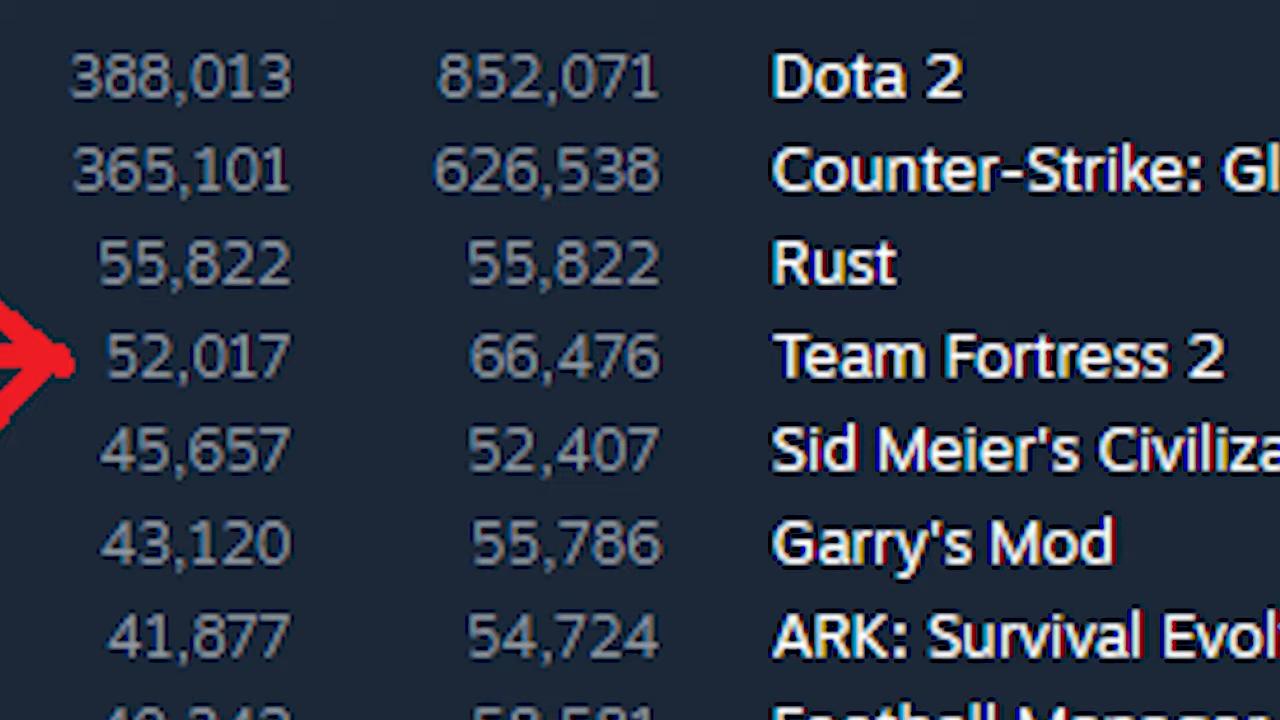 388,013 852,071 Dota 2
365,101 626,538 Counter-Strike: Gl
55,822 55,822 Rust
52,017 66,476 Team Fortress 2
45,657 52,407 Sid Meier's Civiliza
43,120 55,786 Garry's Mod
41,877 54,724 ARK: Survival Evol
Football Manager